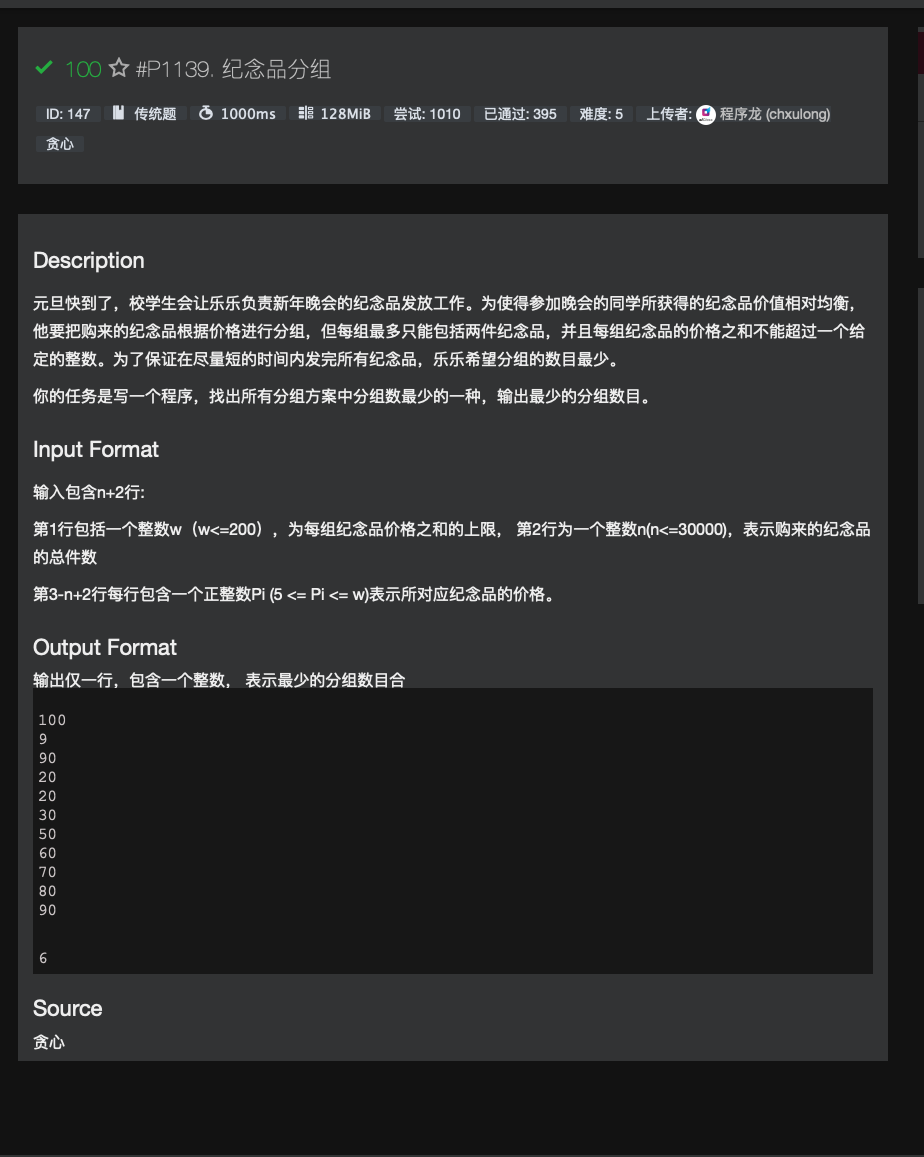 100 #P1139. 纪念品分组
ID: 147 传统题 1000ms 128MiB 尝试: 1010 已通过: 395 难度: 5 上传者: 程序龙 (chxulong)
贪心
Description
元旦快到了，校学生会让乐乐负责新年晚会的纪念品发放工作。为使得参加晚会的同学所获得的纪念品价值相对均衡，
他要把购来的纪念品根据价格进行分组，但每组最多只能包括两件纪念品，并且每组纪念品的价格之和不能超过一个给
定的整数。为了保证在尽量短的时间内发完所有纪念品，乐乐希望分组的数目最少。
你的任务是写一个程序，找出所有分组方案中分组数最少的一种，输出最少的分组数目。
Input Format
输入包含n+2行:
第1行包括一个整数w（w<=200），为每组纪念品价格之和的上限， 第2行为一个整数n(n<=30000)，表示购来的纪念品
的总件数
第3-n+2行每行包含一个正整数Pi (5 <= Pi <= w)表示所对应纪念品的价格。
Output Format
输出仅一行，包含一个整数， 表示最少的分组数目合
100
9
90
20
20
30
50
60
70
80
90
6
Source
贪心